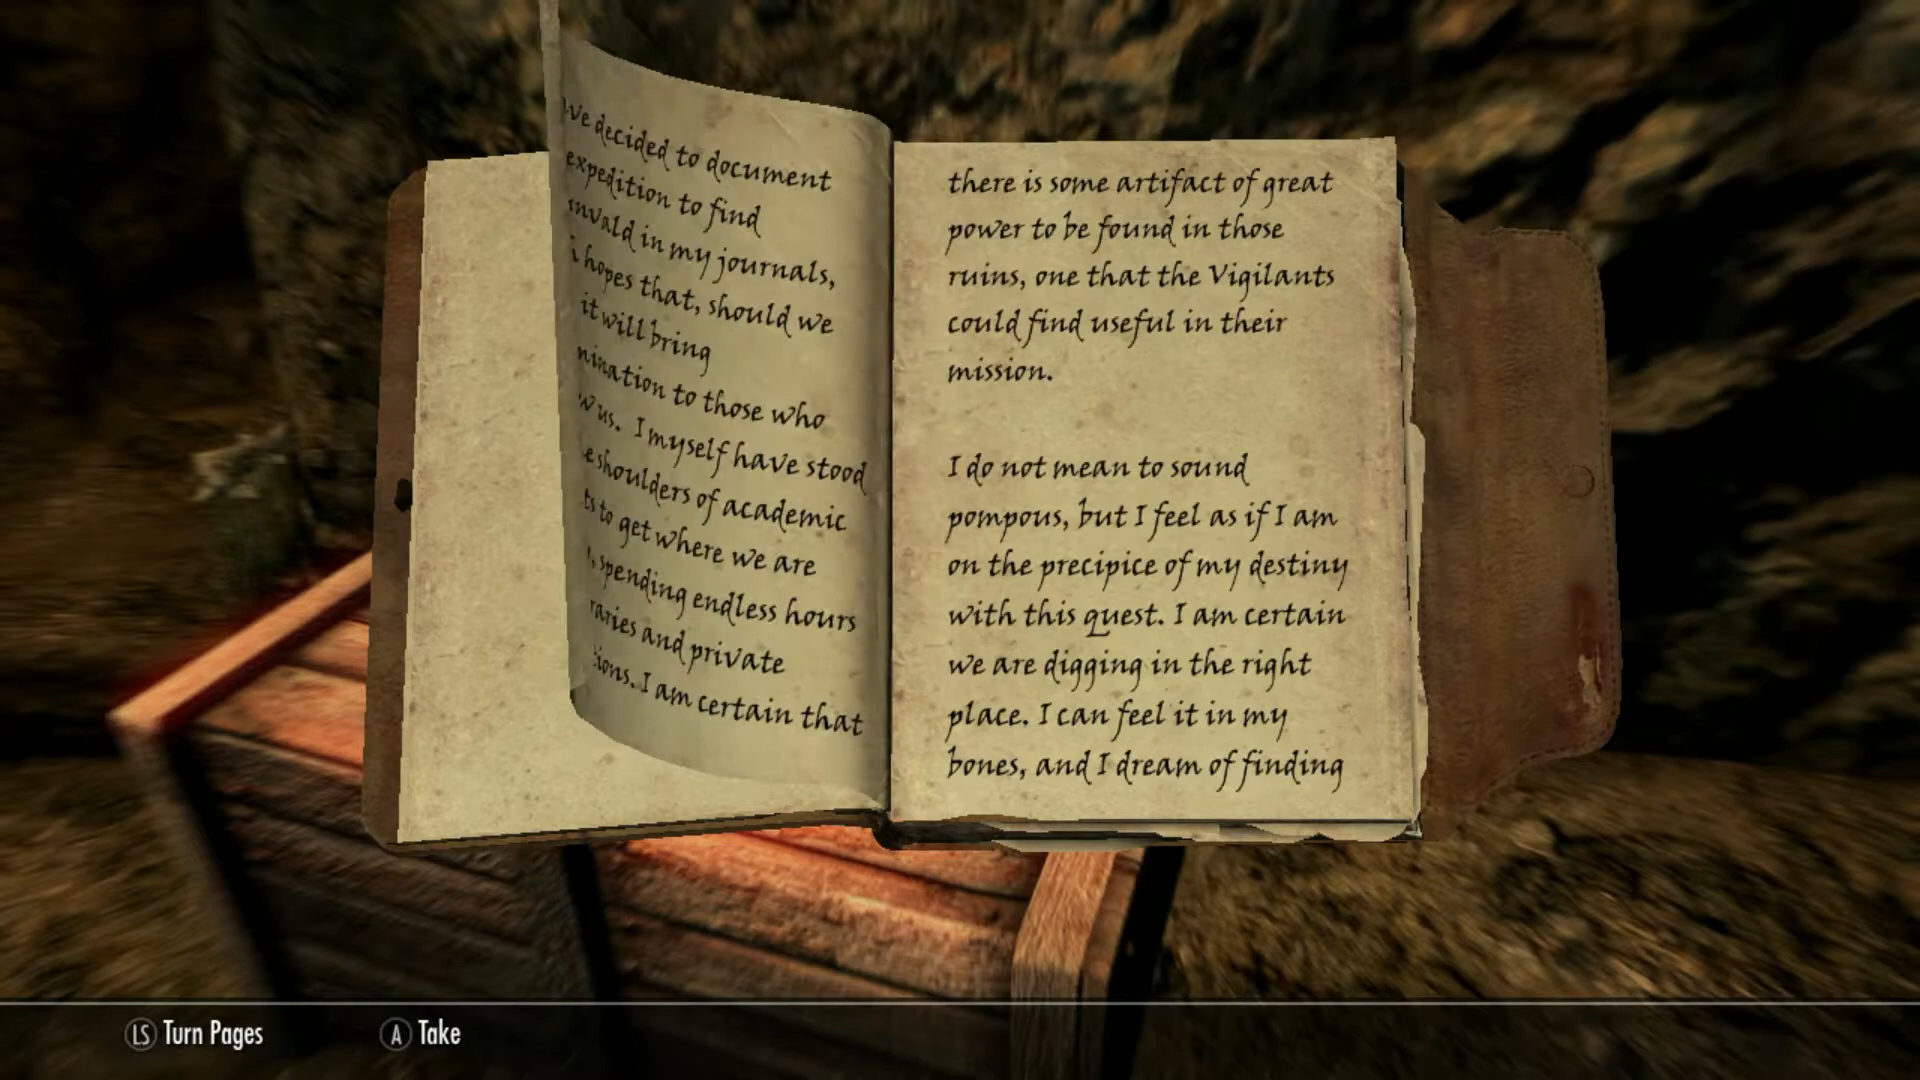 decided to document
expedition to find
in my journals,
hopes that, should we
it will bring
to those who
us. I myself have stood
shoulders of academic
to get where we are
spending endless hours
and private
I am certain that
there is some artifact of great
power to be found in those
ruins, one that the Vigilants
could find useful in their
mission.
I do not mean to sound
pompous, but I feel as if I am
on the precipice of my destiny
with this quest. I am certain
we are digging in the right
place. I can feel it in my
bones, and I dream of finding
LS Turn Pages
A Take